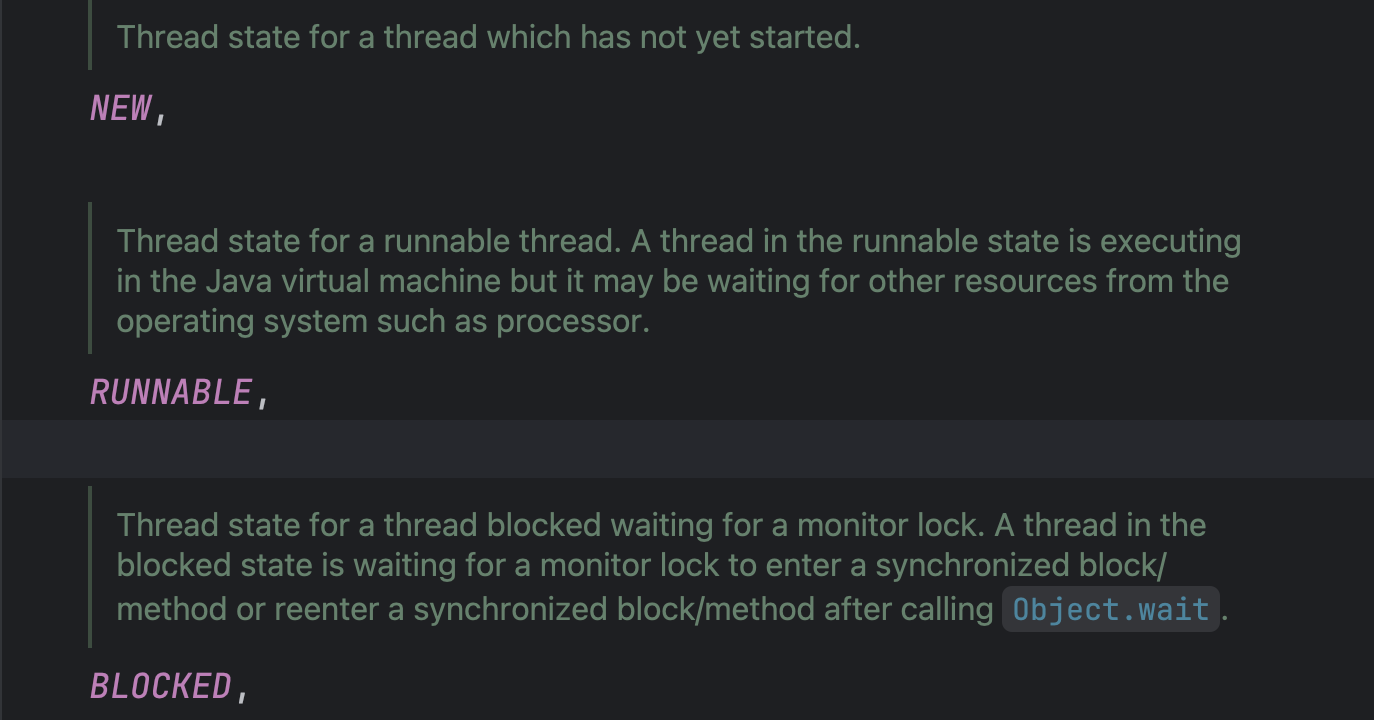 Thread state for a thread which has not yet started.
NEW,
Thread state for a runnable thread. A thread in the runnable state is executing
in the Java virtual machine but it may be waiting for other resources from the
operating system such as processor.
RUNNABLE,
Thread state for a thread blocked waiting for a monitor lock. A thread in the
blocked state is waiting for a monitor lock to enter a synchronized block/
method or reenter a synchronized block/method after calling Object.wait.
BLOCKED,